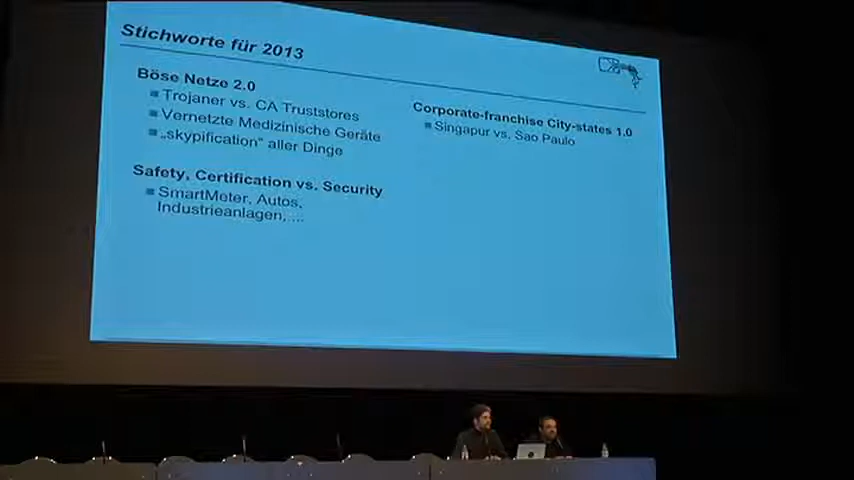 Stichworte für 2013
Böse Netze 2.0
Trojaner vs. CA Truststores
Vernetzte Medizinische Geräte
„skypification“ aller Dinge
Safety, Certification vs. Security
SmartMeter, Autos,
Industrieanlagen, ...
Corporate-franchise City-states 1.0
Singapur vs. Sao Paulo